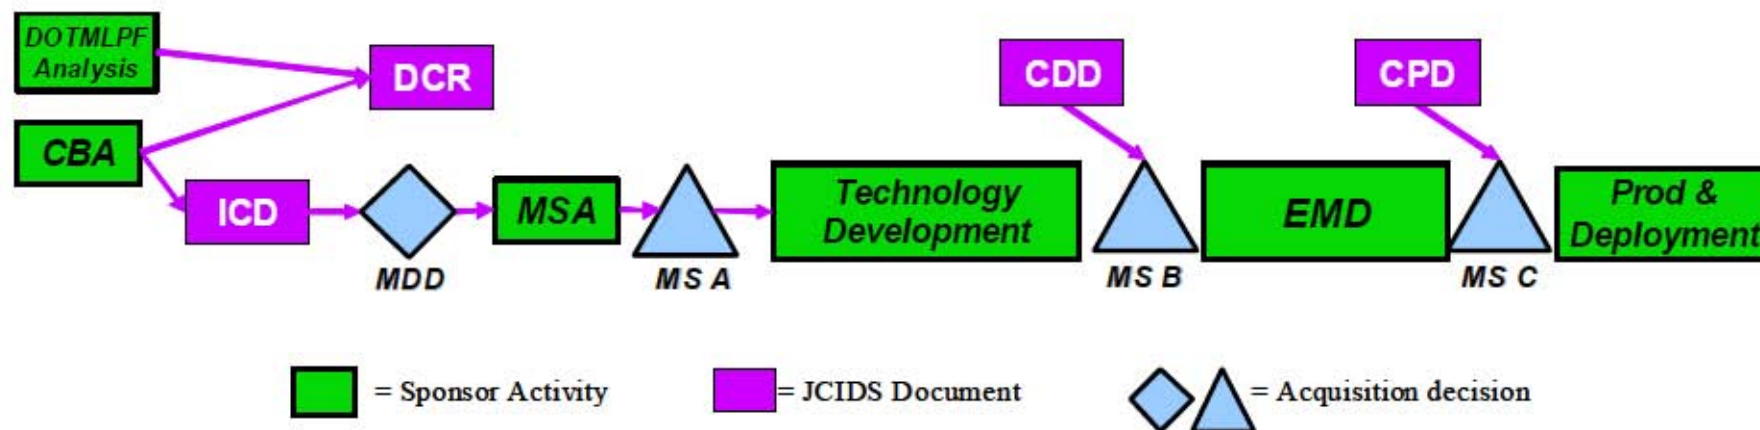 DOTMLPF
Analysis
DCR
CDD
CPD
CBA
ICD
MDD
MSA
MS A
Technology
Development
MS B
EMD
MS C
Prod &
Deployment
= Sponsor Activity
= JCIDS Document
= Acquisition decision